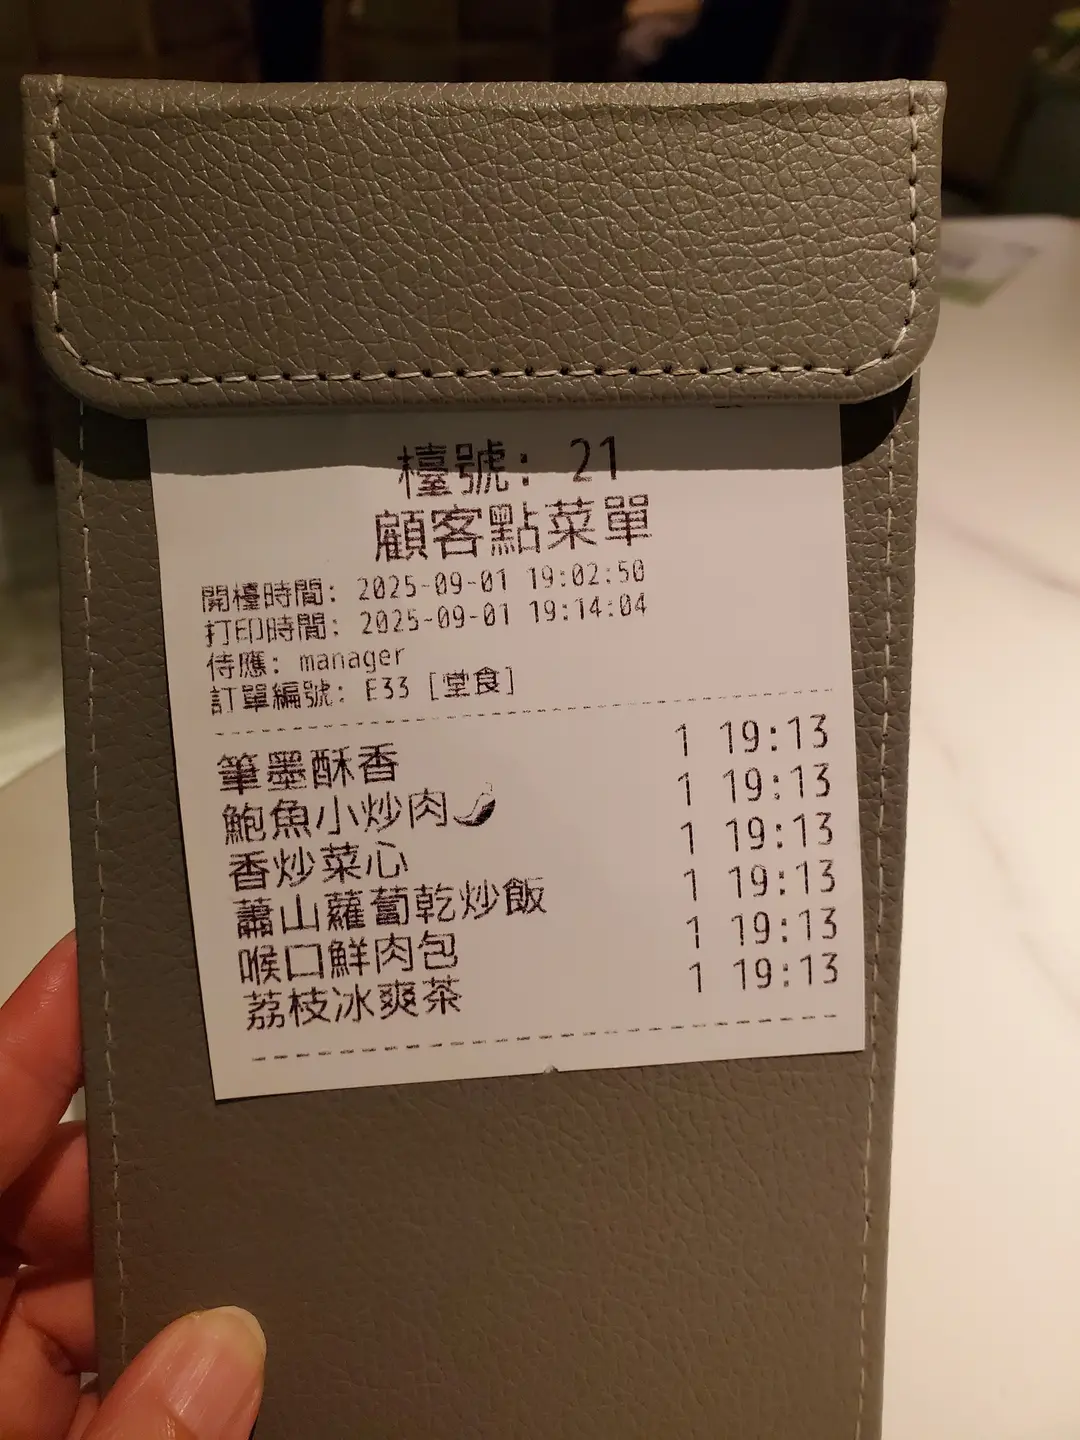 檯號: 21
顧客點菜單
開檯時間: 2025-09-01 19:02:50
打印時間: 2025-09-01 19:14:04
侍應: manager
訂單編號: E33 [堂食]
筆墨酥香 1 19:13
鮑魚小炒肉🌶 1 19:13
香炒菜心 1 19:13
蕭山蘿蔔乾炒飯 1 19:13
喉口鮮肉包 1 19:13
荔枝冰爽茶 1 19:13